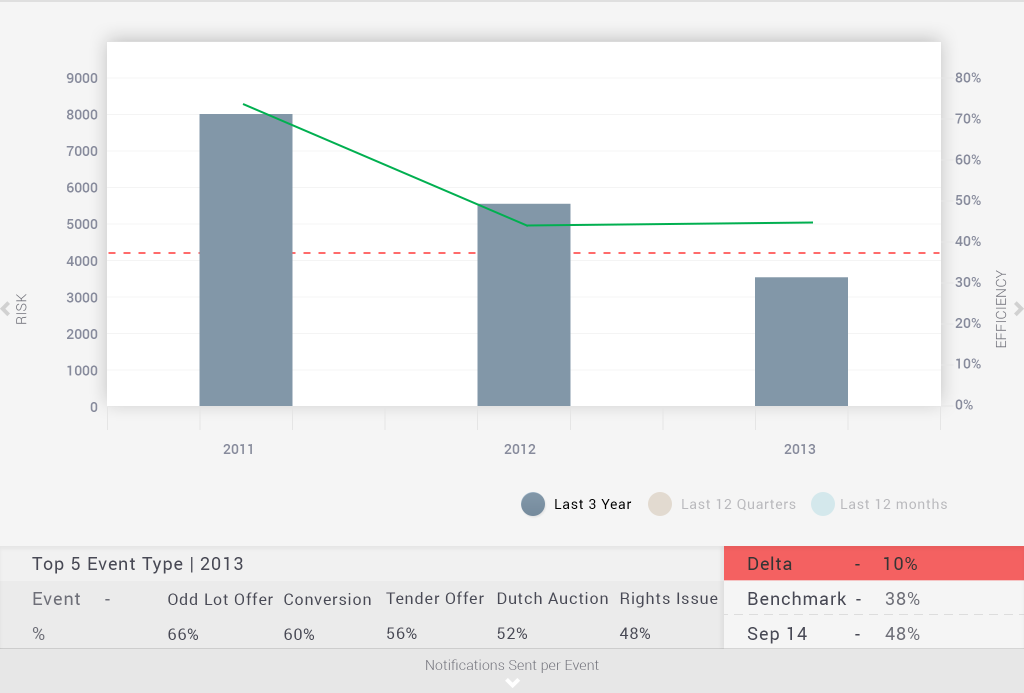 9000
8000
7000
6000
5000
4000
3000
2000
1000
0
RISK
80%
70%
60%
50%
40%
30%
20%
10%
0%
EFFICIENCY
2011 2012 2013
Last 3 Year Last 12 Quarters Last 12 months
Top 5 Event Type | 2013
Event - Odd Lot Offer Conversion Tender Offer Dutch Auction Rights Issue
% 66% 60% 56% 52% 48%
Delta - 10%
Benchmark - 38%
Sep 14 - 48%
Notifications Sent per Event